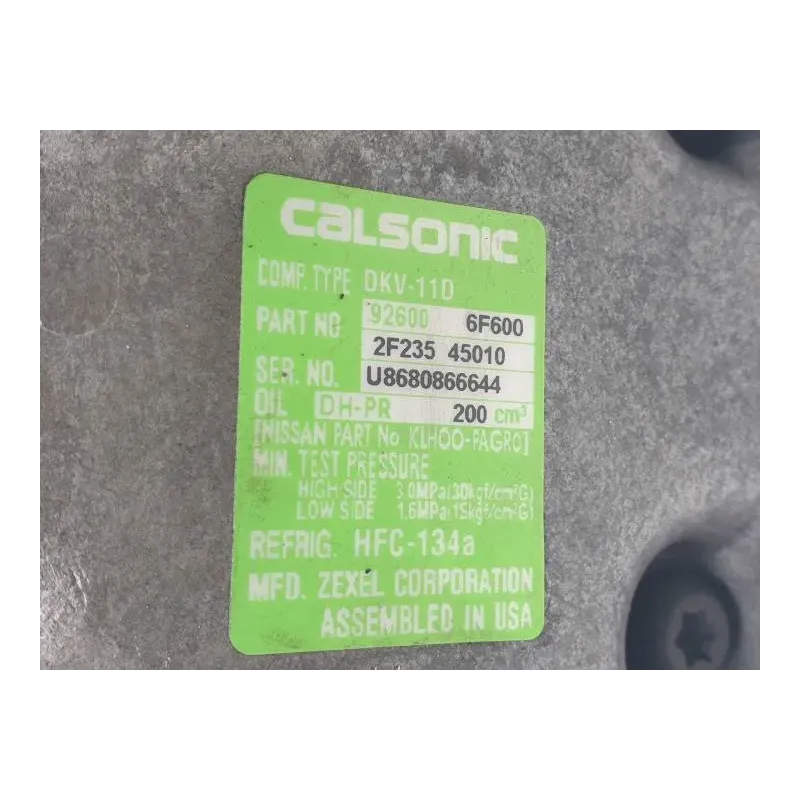 CALSONIC
COMP. TYPE DKV-11D
PART NO 92600 6F600
2F235 45010
SER. NO. U8680866644
OIL DH-PR 200 cm³
[NISSAN PART No KLH00-PAGR0]
MIN. TEST PRESSURE
HIGH SIDE 3.0MPa(30kgf/cm²G)
LOW SIDE 1.6MPa(15kgf/cm²G)
REFRIG. HFC-134a
MFD. ZEXEL CORPORATION
ASSEMBLED IN USA